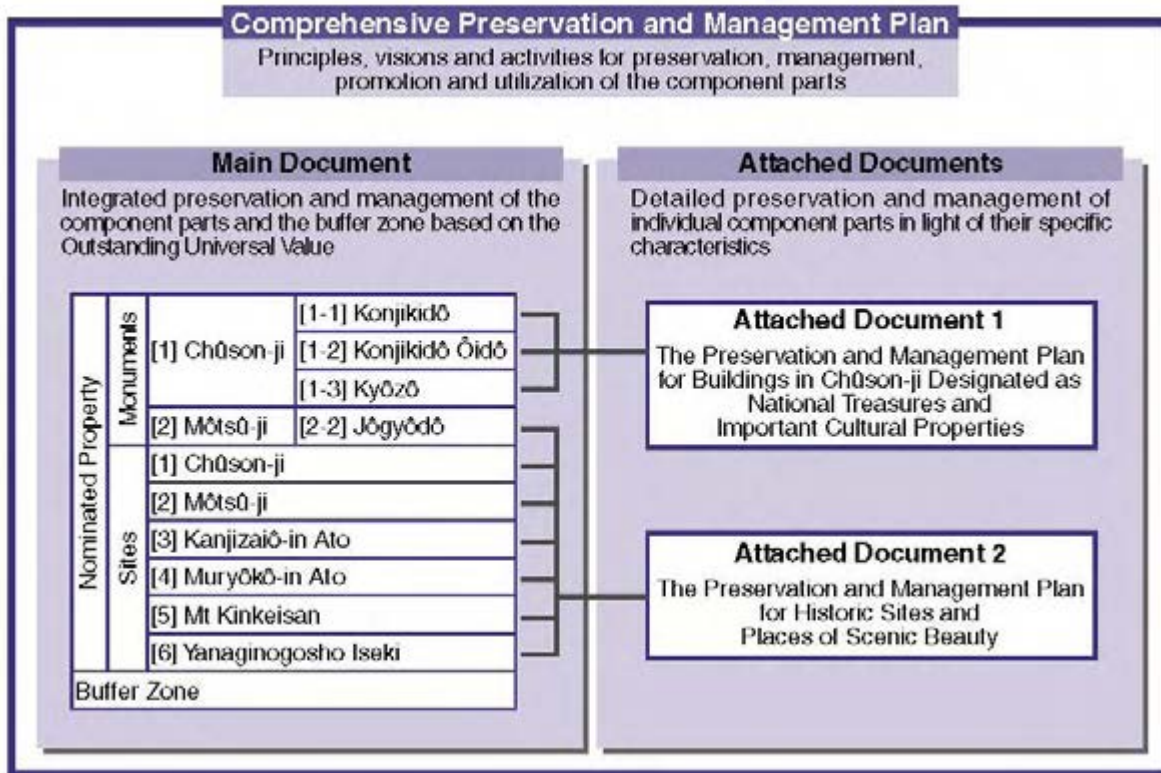 Comprehensive Preservation and Management Plan
Principles, visions and activities for preservation, management,
promotion and utilization of the component parts
Main Document
Integrated preservation and management of the
component parts and the buffer zone based on the
Outstanding Universal Value
Nominated Property
Monuments
[1] Chûson-ji
[1-1] Konjikidô
[1-2] Konjikidô Ôidô
[1-3] Kyôzô
[2] Môtsû-ji
[2-2] Jôgyôdô
Sites
[1] Chûson-ji
[2] Môtsû-ji
[3] Kanjizaiô-in Ato
[4] Muryôkô-in Ato
[5] Mt Kinkeisan
[6] Yanaginogosho Iseki
Buffer Zone
Attached Documents
Detailed preservation and management of
individual component parts in light of their specific
characteristics
Attached Document 1
The Preservation and Management Plan
for Buildings in Chûson-ji Designated as
National Treasures and
Important Cultural Properties
Attached Document 2
The Preservation and Management Plan
for Historic Sites and
Places of Scenic Beauty